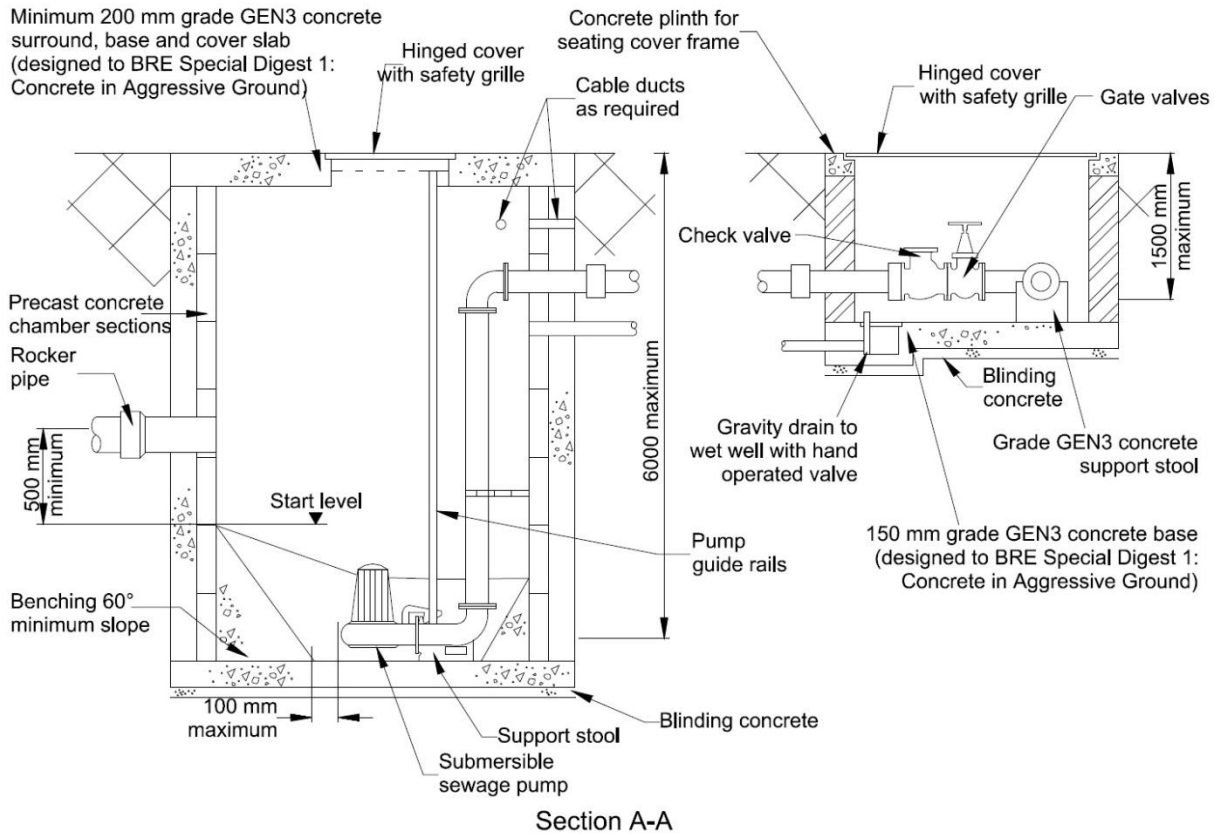 Minimum 200 mm grade GEN3 concrete
surround, base and cover slab
(designed to BRE Special Digest 1:
Concrete in Aggressive Ground)
Hinged cover
with safety grille
Cable ducts
as required
Precast concrete
chamber sections
Rocker
pipe
500 mm
minimum
Start level
6000 maximum
Pump
guide rails
Benching 60°
minimum slope
100 mm
maximum
Support stool
Submersible
sewage pump
Blinding concrete
Concrete plinth for
seating cover frame
Hinged cover
with safety grille
Gate valves
Check valve
1500 mm
maximum
Blinding
concrete
Gravity drain to
wet well with hand
operated valve
Grade GEN3 concrete
support stool
150 mm grade GEN3 concrete base
(designed to BRE Special Digest 1:
Concrete in Aggressive Ground)
Section A-A